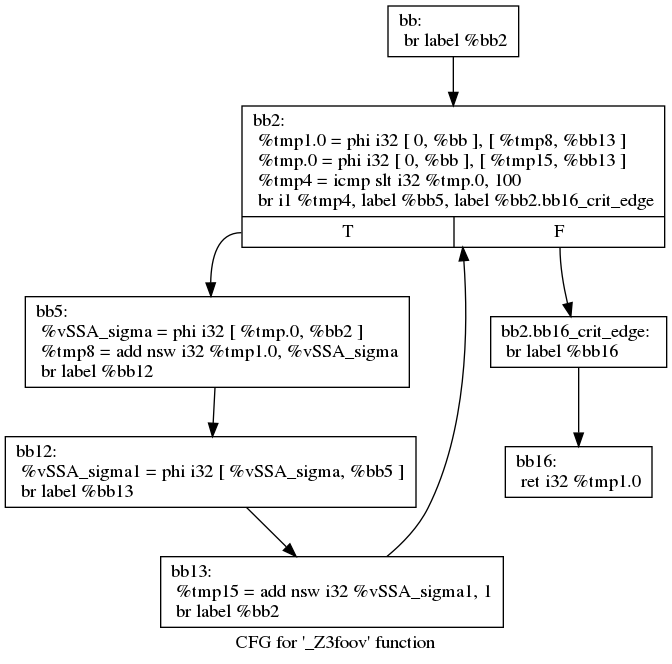 bb:
br label %bb2
bb2:
%tmp1.0 = phi i32 [ 0, %bb ], [ %tmp8, %bb13 ]
%tmp.0 = phi i32 [ 0, %bb ], [ %tmp15, %bb13 ]
%tmp4 = icmp slt i32 %tmp.0, 100
br i1 %tmp4, label %bb5, label %bb2.bb16_crit_edge
T
F
bb5:
%vSSA_sigma = phi i32 [ %tmp.0, %bb2 ]
%tmp8 = add nsw i32 %tmp1.0, %vSSA_sigma
br label %bb12
bb2.bb16_crit_edge:
br label %bb16
bb12:
%vSSA_sigma1 = phi i32 [ %vSSA_sigma, %bb5 ]
br label %bb13
bb16:
ret i32 %tmp1.0
bb13:
%tmp15 = add nsw i32 %vSSA_sigma1, 1
br label %bb2
CFG for '_Z3foov' function